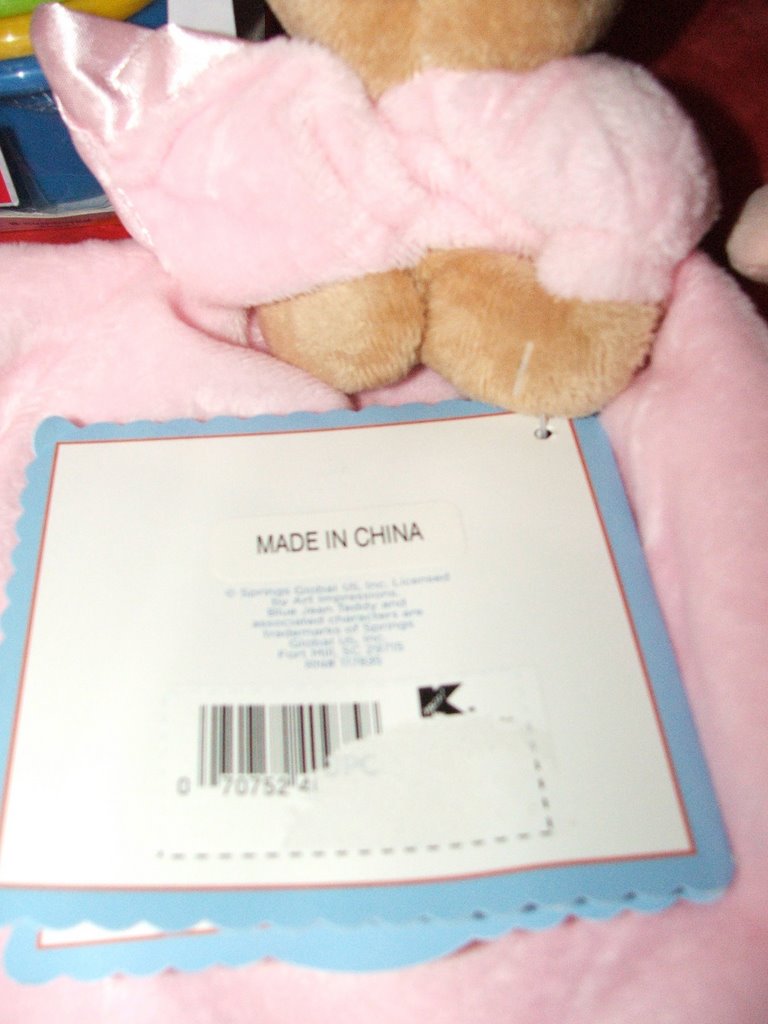 MADE IN CHINA
© Springs Global US, Inc. Licensed
By Art Impressions.
Blue Jean Teddy and
associated characters are
trademarks of Springs
Global US, Inc.
Fort Mill, SC 29715
K
0 70752 4